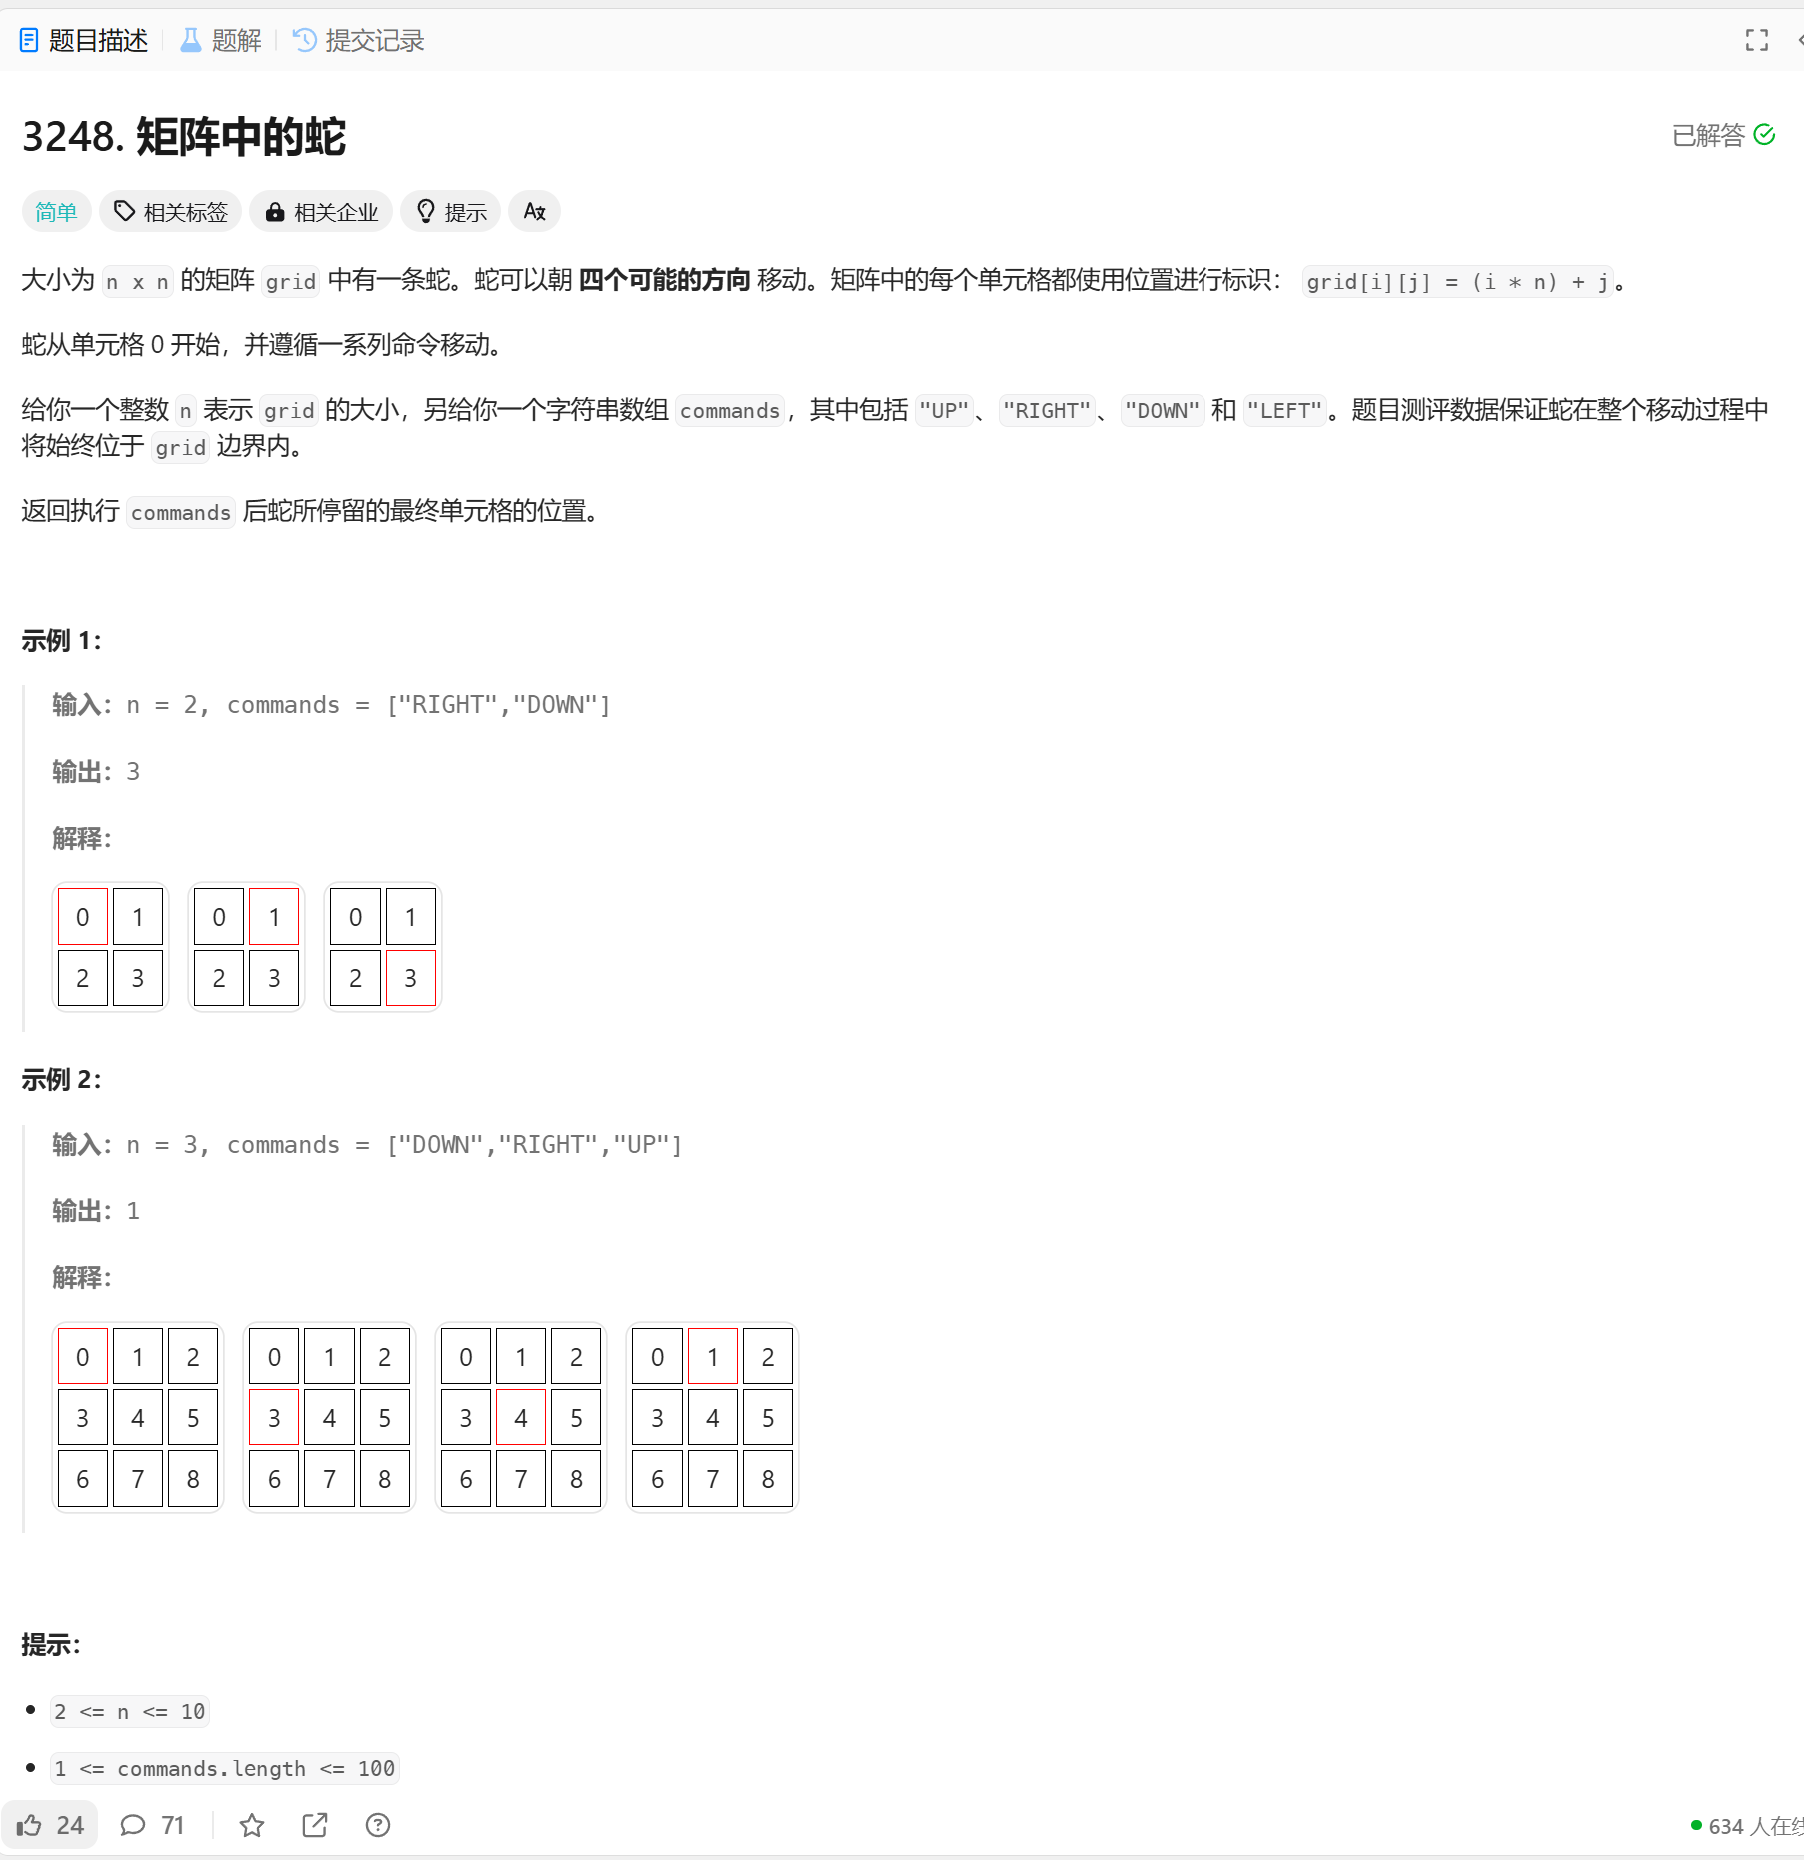 题目描述 题解 提交记录
3248. 矩阵中的蛇
已解答
简单 相关标签 相关企业 提示 A文
大小为 n x n 的矩阵 grid 中有一条蛇。蛇可以朝 四个可能的方向 移动。矩阵中的每个单元格都使用位置进行标识： grid[i][j] = (i * n) + j。
蛇从单元格 0 开始，并遵循一系列命令移动。
给你一个整数 n 表示 grid 的大小，另给你一个字符串数组 commands，其中包括 "UP"、"RIGHT"、"DOWN" 和 "LEFT"。题目测评数据保证蛇在整个移动过程中
将始终位于 grid 边界内。
返回执行 commands 后蛇所停留的最终单元格的位置。
示例 1：
输入：n = 2, commands = ["RIGHT","DOWN"]
输出：3
解释：
0 1 0 1 0 1
2 3 2 3 2 3
示例 2：
输入：n = 3, commands = ["DOWN","RIGHT","UP"]
输出：1
解释：
0 1 2 0 1 2 0 1 2 0 1 2
3 4 5 3 4 5 3 4 5 3 4 5
6 7 8 6 7 8 6 7 8 6 7 8
提示：
2 <= n <= 10
1 <= commands.length <= 100
24 71
634 人在线